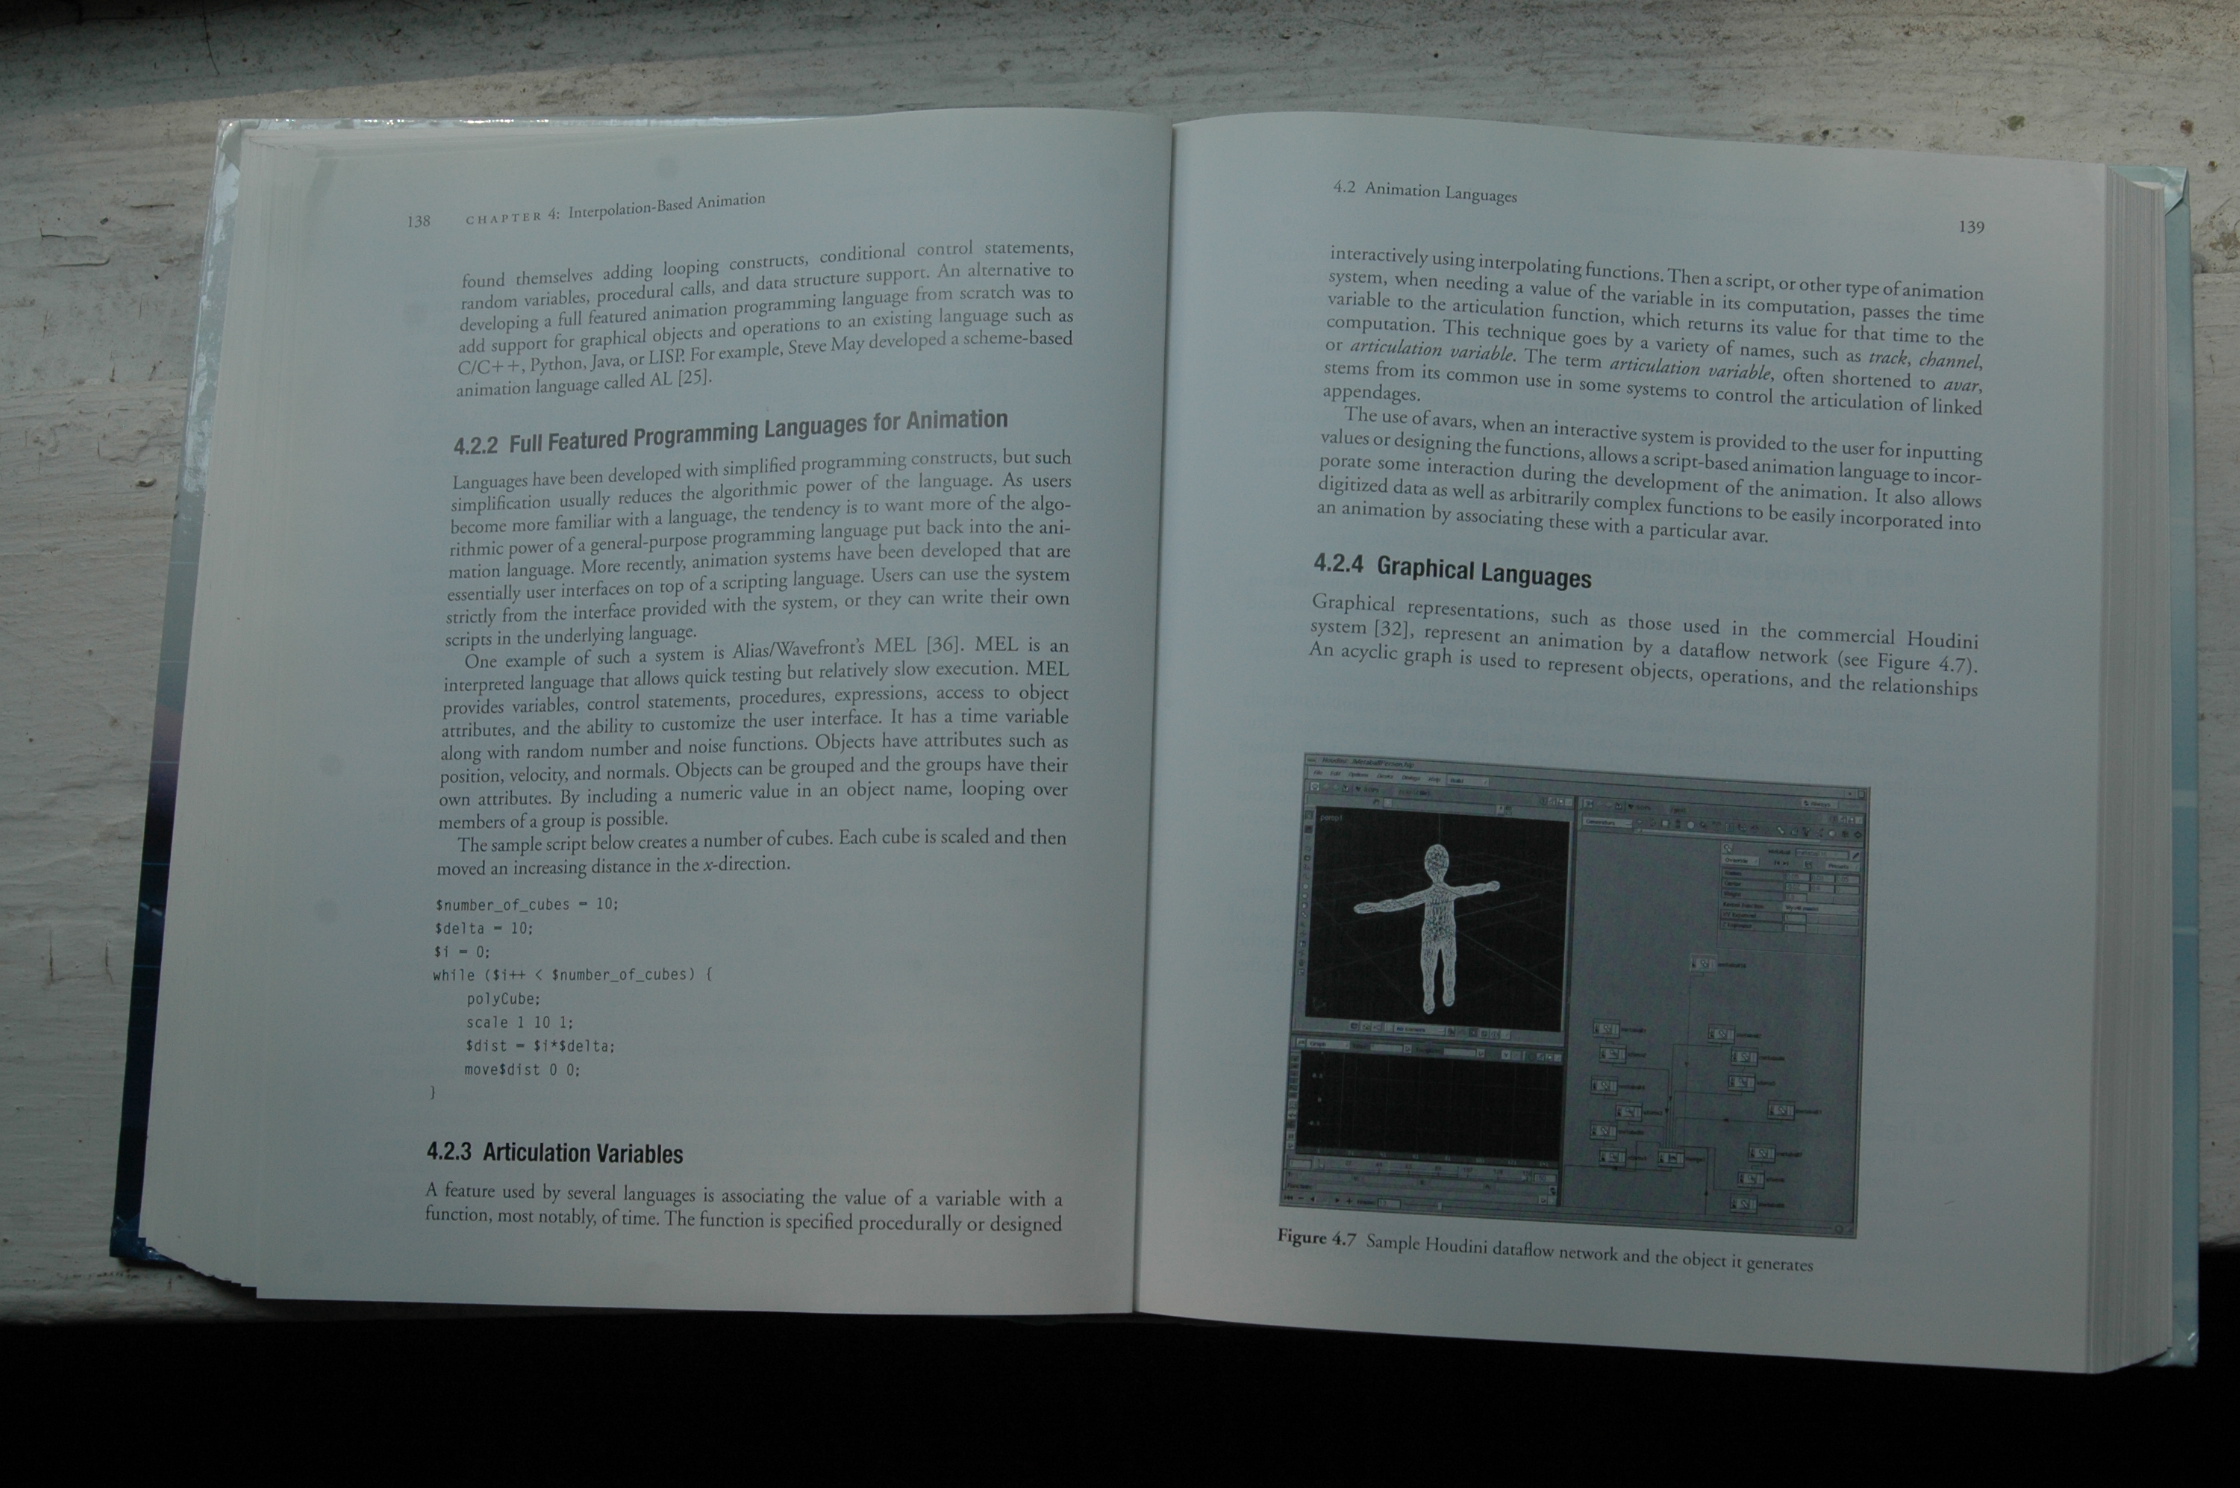 138 CHAPTER 4: Interpolation-Based Animation
found themselves adding looping constructs, conditional control statements,
random variables, procedural calls, and data structure support. An alternative to
developing a full featured animation programming language from scratch was to
add support for graphical objects and operations to an existing language such as
C/C++, Python, Java, or LISP. For example, Steve May developed a scheme-based
animation language called AL [25].
4.2.2 Full Featured Programming Languages for Animation
Languages have been developed with simplified programming constructs, but such
simplification usually reduces the algorithmic power of the language. As users
become more familiar with a language, the tendency is to want more of the algo-
rithmic power of a general-purpose programming language put back into the ani-
mation language. More recently, animation systems have been developed that are
essentially user interfaces on top of a scripting language. Users can use the system
strictly from the interface provided with the system, or they can write their own
scripts in the underlying language.
One example of such a system is Alias/Wavefront's MEL [36]. MEL is an
interpreted language that allows quick testing but relatively slow execution. MEL
provides variables, control statements, procedures, expressions, access to object
attributes, and the ability to customize the user interface. It has a time variable
along with random number and noise functions. Objects have attributes such as
position, velocity, and normals. Objects can be grouped and the groups have their
own attributes. By including a numeric value in an object name, looping over
members of a group is possible.
The sample script below creates a number of cubes. Each cube is scaled and then
moved an increasing distance in the x-direction.
$number_of_cubes = 10;
$delta = 10;
$i = 0;
while ($i++ < $number_of_cubes) {
polyCube;
scale 1 10 1;
$dist = $i*$delta;
move$dist 0 0;
}
4.2.3 Articulation Variables
A feature used by several languages is associating the value of a variable with a
function, most notably, of time. The function is specified procedurally or designed
4.2 Animation Languages
139
interactively using interpolating functions. Then a script, or other type of animation
system, when needing a value of the variable in its computation, passes the time
variable to the articulation function, which returns its value for that time to the
computation. This technique goes by a variety of names, such as track, channel,
or articulation variable. The term articulation variable, often shortened to avar,
stems from its common use in some systems to control the articulation of linked
appendages.
The use of avars, when an interactive system is provided to the user for inputting
values or designing the functions, allows a script-based animation language to incor-
porate some interaction during the development of the animation. It also allows
digitized data as well as arbitrarily complex functions to be easily incorporated into
an animation by associating these with a particular avar.
4.2.4 Graphical Languages
Graphical representations, such as those used in the commercial Houdini
system [32], represent an animation by a dataflow network (see Figure 4.7).
An acyclic graph is used to represent objects, operations, and the relationships
persp1
Figure 4.7 Sample Houdini dataflow network and the object it generates